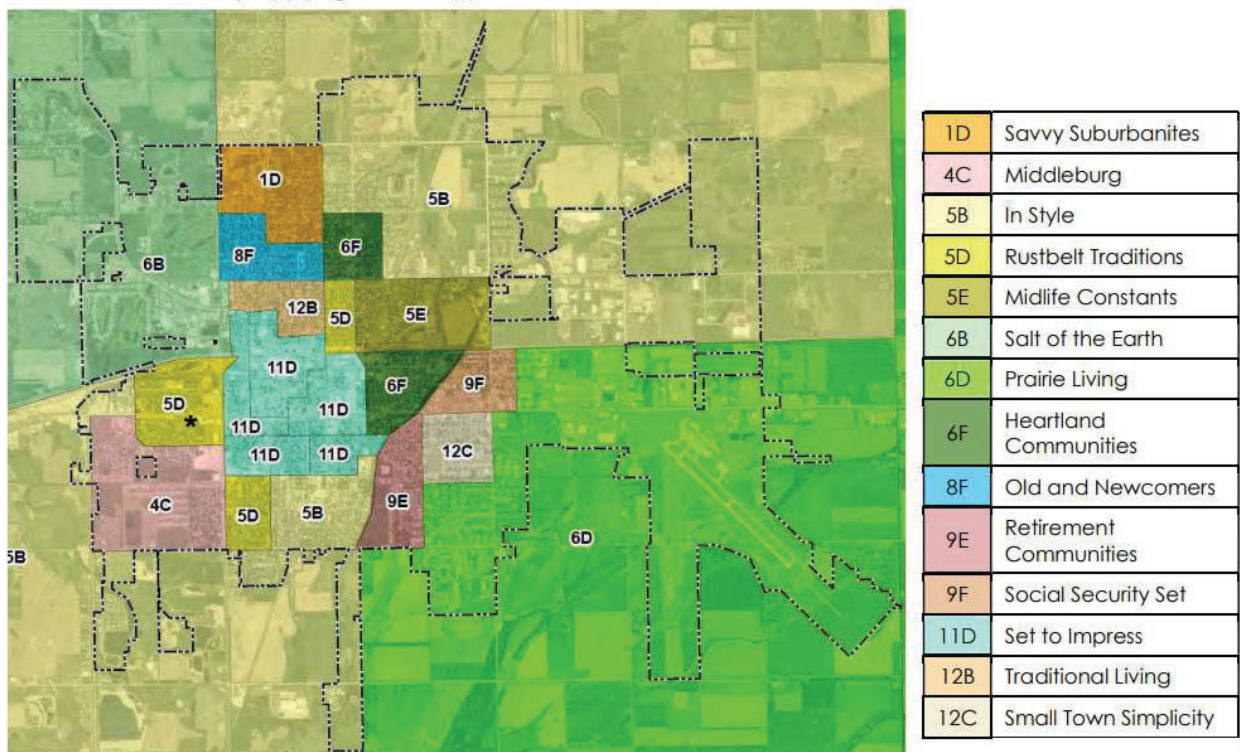 1D
5B
8F
6F
6B
12B
5D
5E
11D
6F
9F
5D
*
11D
11D
12C
11D
11D
4C
9E
5D
5B
6D
5B
1D Savvy Suburbanites
4C Middleburg
5B In Style
5D Rustbelt Traditions
5E Midlife Constants
6B Salt of the Earth
6D Prairie Living
6F Heartland
Communities
8F Old and Newcomers
9E Retirement
Communities
9F Social Security Set
11D Set to Impress
12B Traditional Living
12C Small Town Simplicity